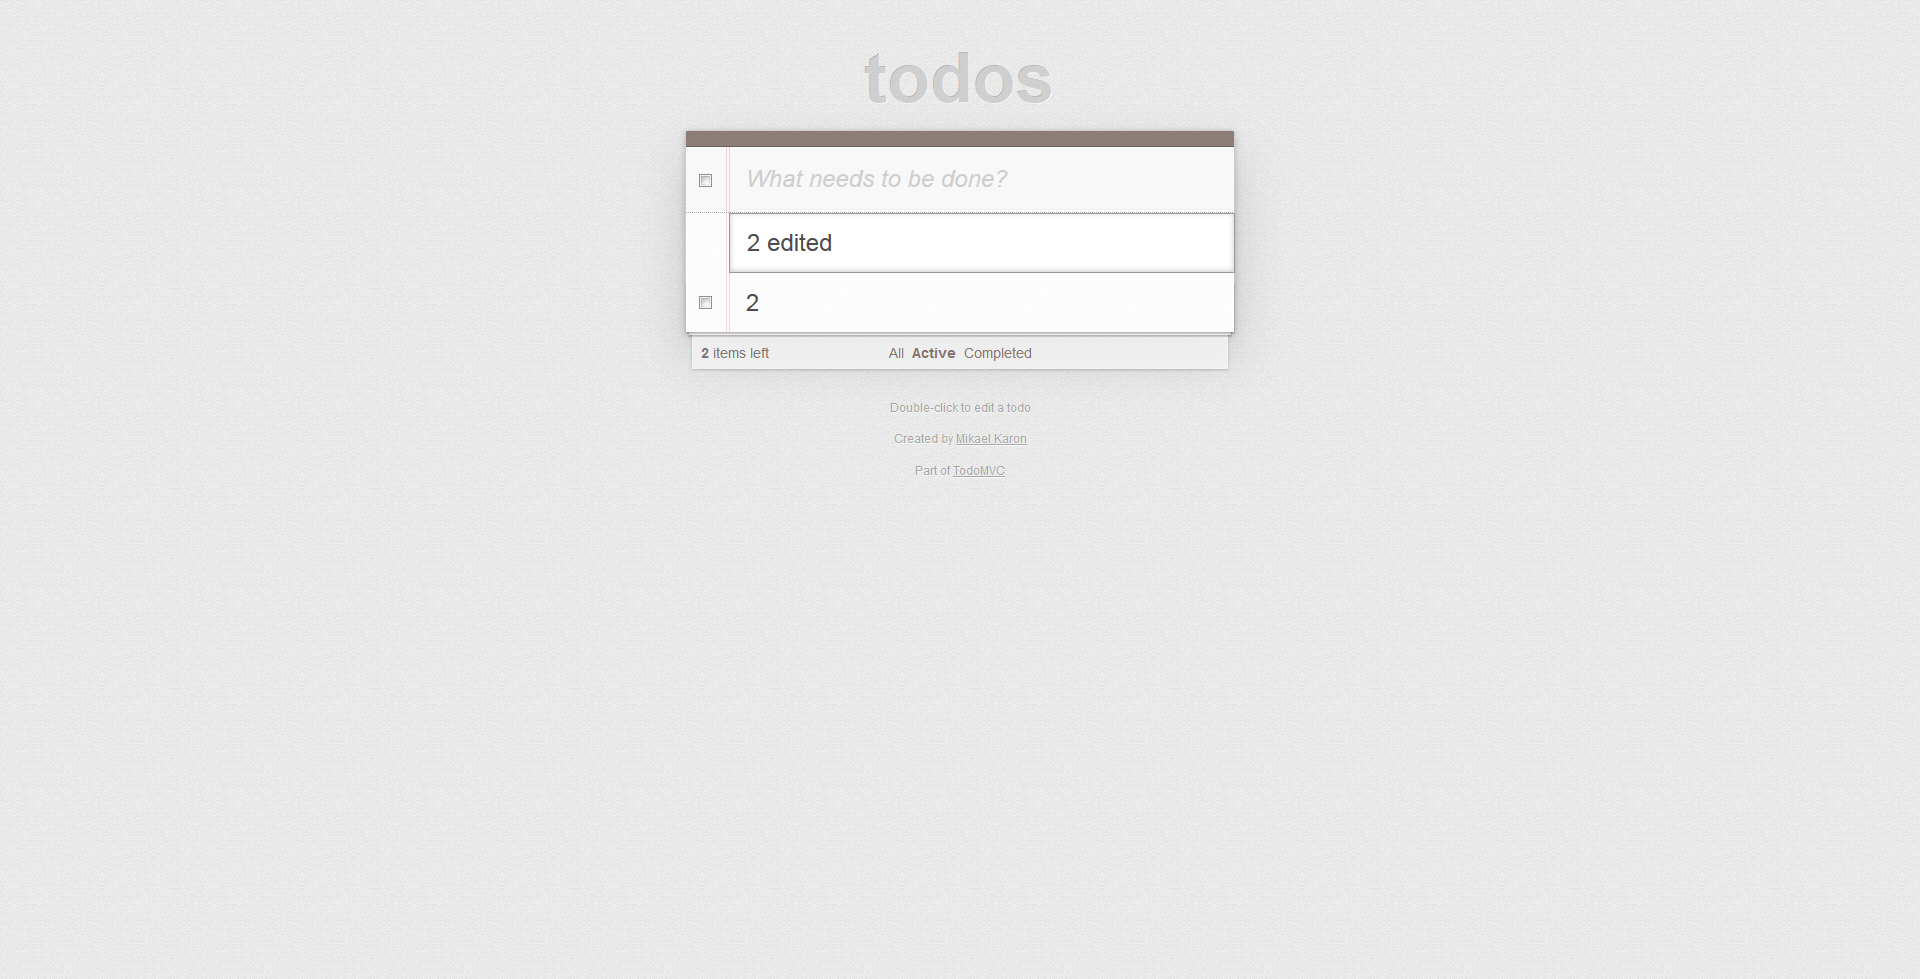 todos
What needs to be done?
2 edited
2
2 items left All Active Completed
Double-click to edit a todo
Created by Mikael Karon
Part of TodoMVC